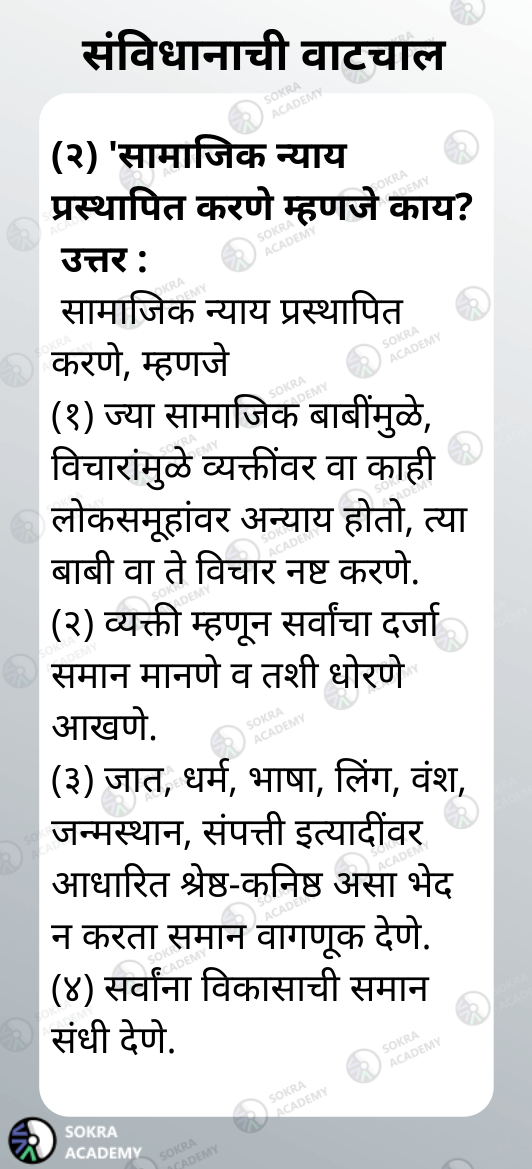 संविधानाची वाटचाल
(२) 'सामाजिक न्याय
प्रस्थापित करणे म्हणजे काय?
उत्तर :
सामाजिक न्याय प्रस्थापित
करणे, म्हणजे
(१) ज्या सामाजिक बाबींमुळे,
विचारांमुळे व्यक्तींवर वा काही
लोकसमूहांवर अन्याय होतो, त्या
बाबी वा ते विचार नष्ट करणे.
(२) व्यक्ती म्हणून सर्वांचा दर्जा
समान मानणे व तशी धोरणे
आखणे.
(३) जात, धर्म, भाषा, लिंग, वंश,
जन्मस्थान, संपत्ती इत्यादींवर
आधारित श्रेष्ठ-कनिष्ठ असा भेद
न करता समान वागणूक देणे.
(४) सर्वांना विकासाची समान
संधी देणे.
SOKRA
ACADEMY